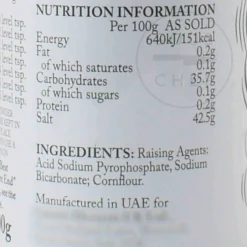 NUTRITION INFORMATION
Per 100g AS SOLD
Energy 640kJ/151kcal
Fat 0.2g
of which saturates 0.1g
Carbohydrates 35.7g
of which sugars 0.1g
Protein 0.2g
Salt 42.5g
INGREDIENTS: Raising Agents:
Acid Sodium Pyrophosphate, Sodium
Bicarbonate; Cornflour.
Manufactured in UAE for